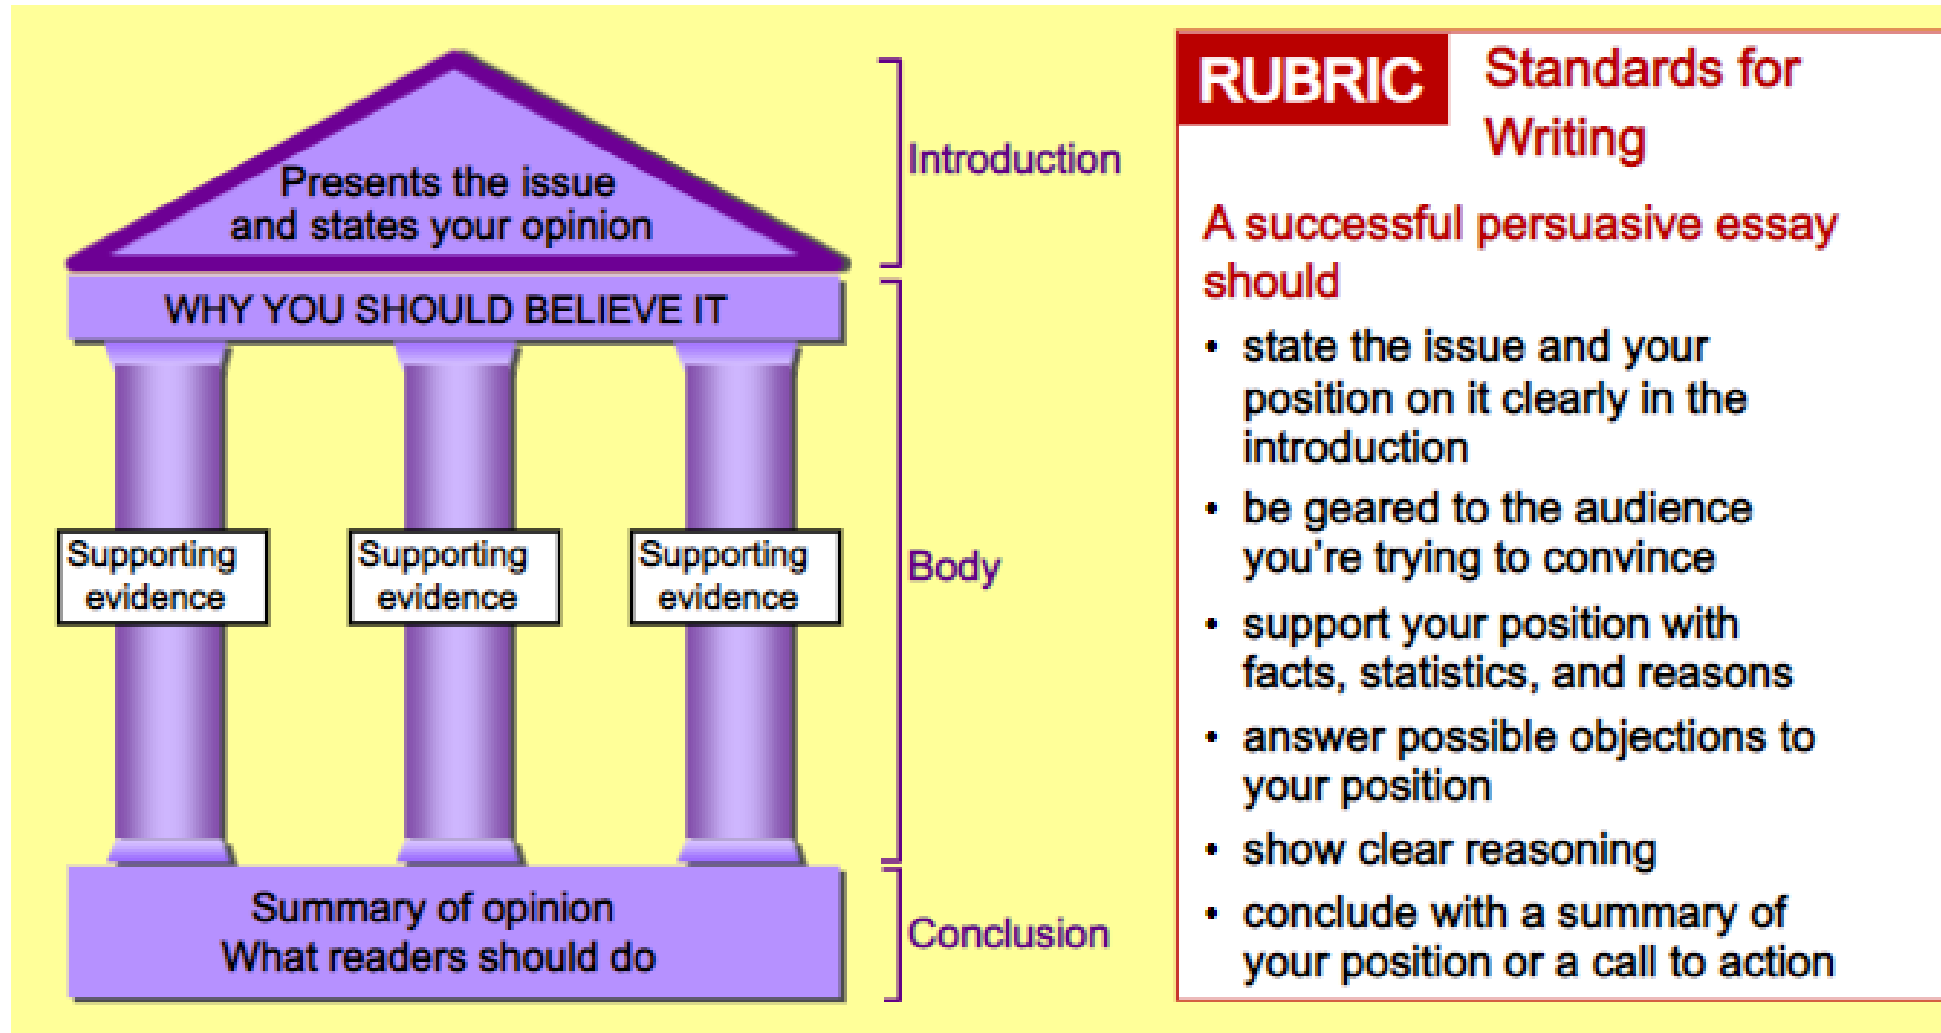 Presents the issue
and states your opinion
Introduction
WHY YOU SHOULD BELIEVE IT
Supporting
evidence
Supporting
evidence
Supporting
evidence
Body
Summary of opinion
What readers should do
Conclusion
RUBRIC
Standards for
Writing
A successful persuasive essay
should
• state the issue and your
position on it clearly in the
introduction
• be geared to the audience
you're trying to convince
• support your position with
facts, statistics, and reasons
• answer possible objections to
your position
• show clear reasoning
• conclude with a summary of
your position or a call to action